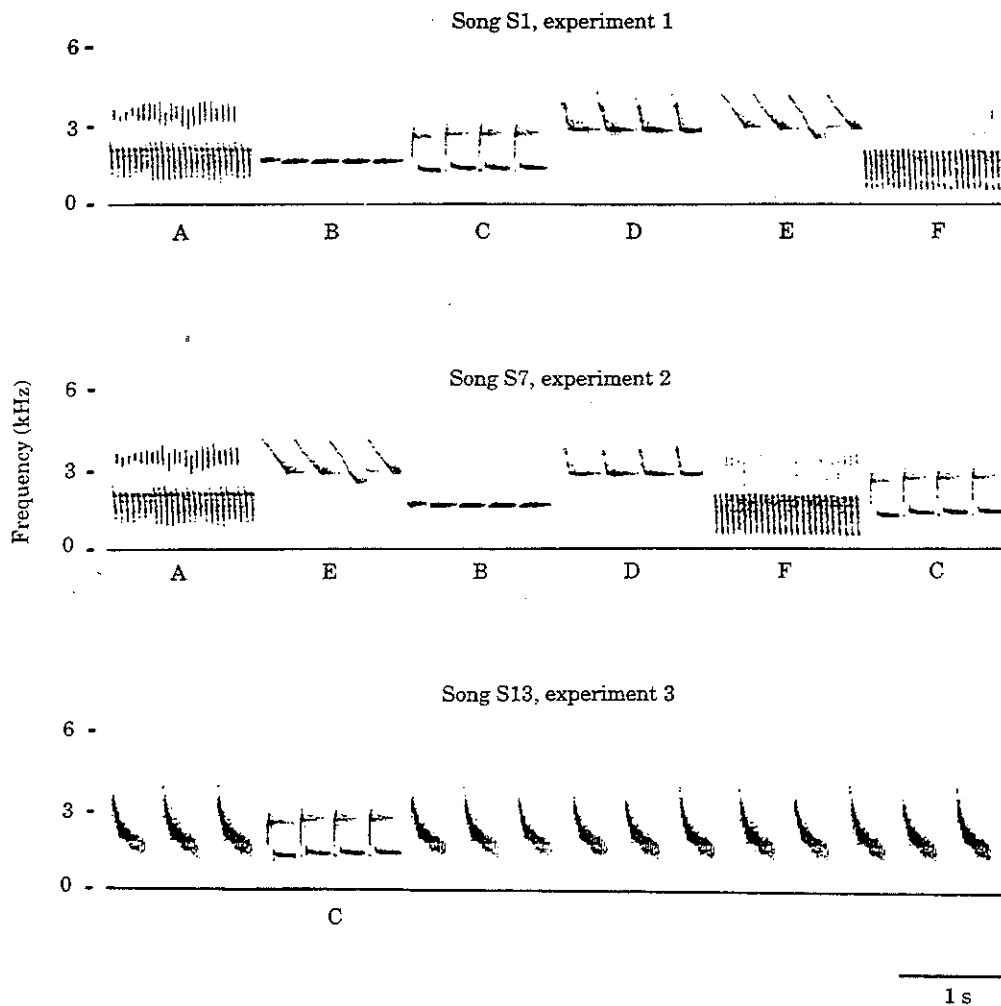 Song S1, experiment 1
6 -
3 -
0 -
A B C D E F
Frequency (kHz)
Song S7, experiment 2
6 -
3 -
0 -
A E B D F C
Song S13, experiment 3
6 -
3 -
0 -
C
1 s